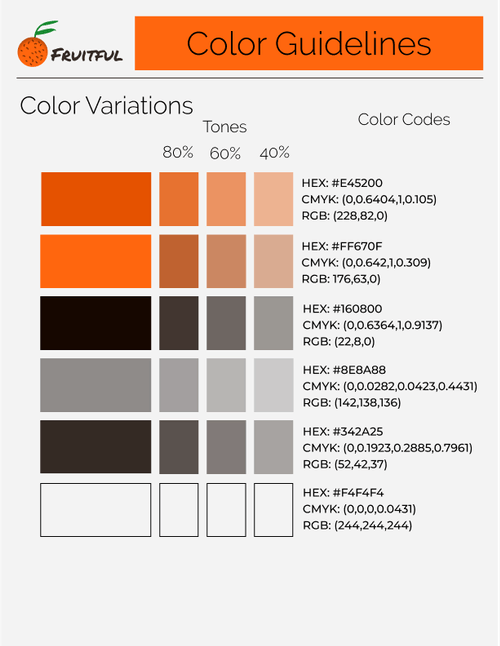 FRUITFUL
Color Guidelines
Color Variations
Tones
Color Codes
80% 60% 40%
HEX: #E45200
CMYK: (0,0.6404,1,0.105)
RGB: (228,82,0)
HEX: #FF670F
CMYK: (0,0.642,1,0.309)
RGB: 176,63,0)
HEX: #160800
CMYK: (0,0.6364,1,0.9137)
RGB: (22,8,0)
HEX: #8E8A88
CMYK: (0,0.0282,0.0423,0.4431)
RGB: (142,138,136)
HEX: #342A25
CMYK: (0,0.1923,0.2885,0.7961)
RGB: (52,42,37)
HEX: #F4F4F4
CMYK: (0,0,0,0.0431)
RGB: (244,244,244)